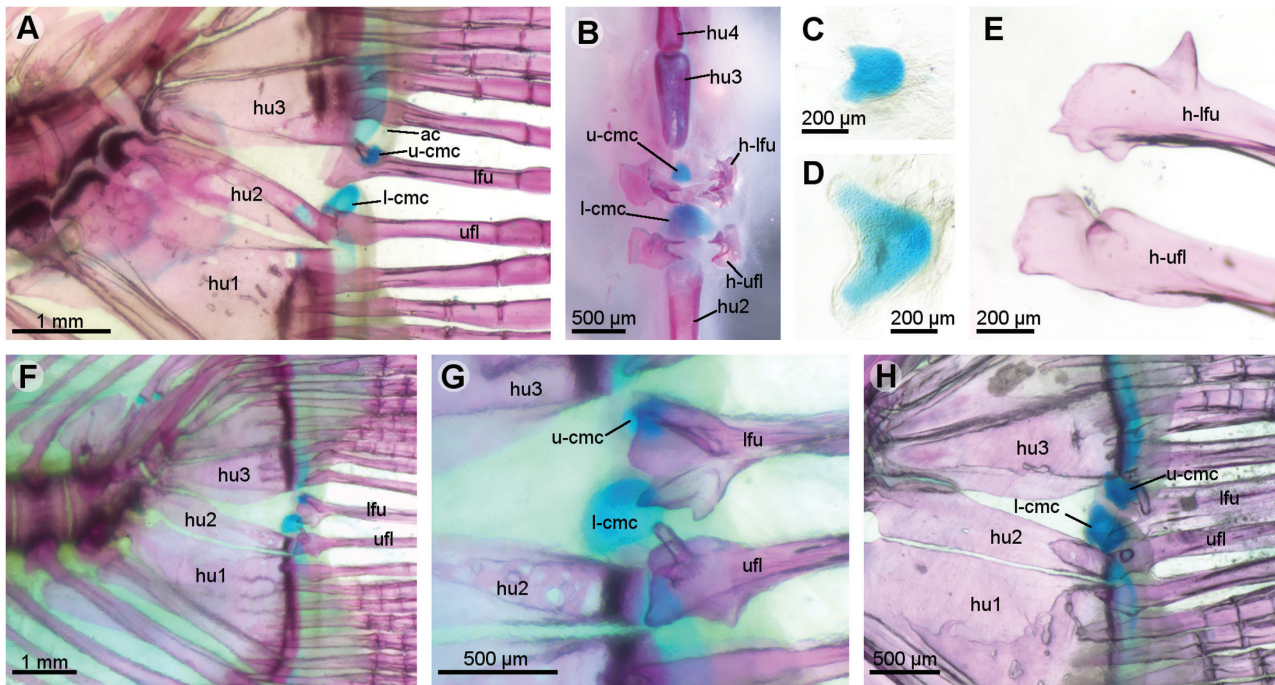 A
hu3
ac
u-cmc
lfu
hu2
l-cmc
ufl
hu1
1 mm
B
hu4
hu3
u-cmc
h-lfu
l-cmc
h-ufl
hu2
500 µm
C
200 µm
D
200 µm
E
h-lfu
h-ufl
200 µm
F
hu3
lfu
hu2
ufl
hu1
1 mm
G
hu3
u-cmc
lfu
l-cmc
hu2
ufl
500 µm
H
hu3
u-cmc
l-cmc
lfu
hu2
ufl
hu1
500 µm